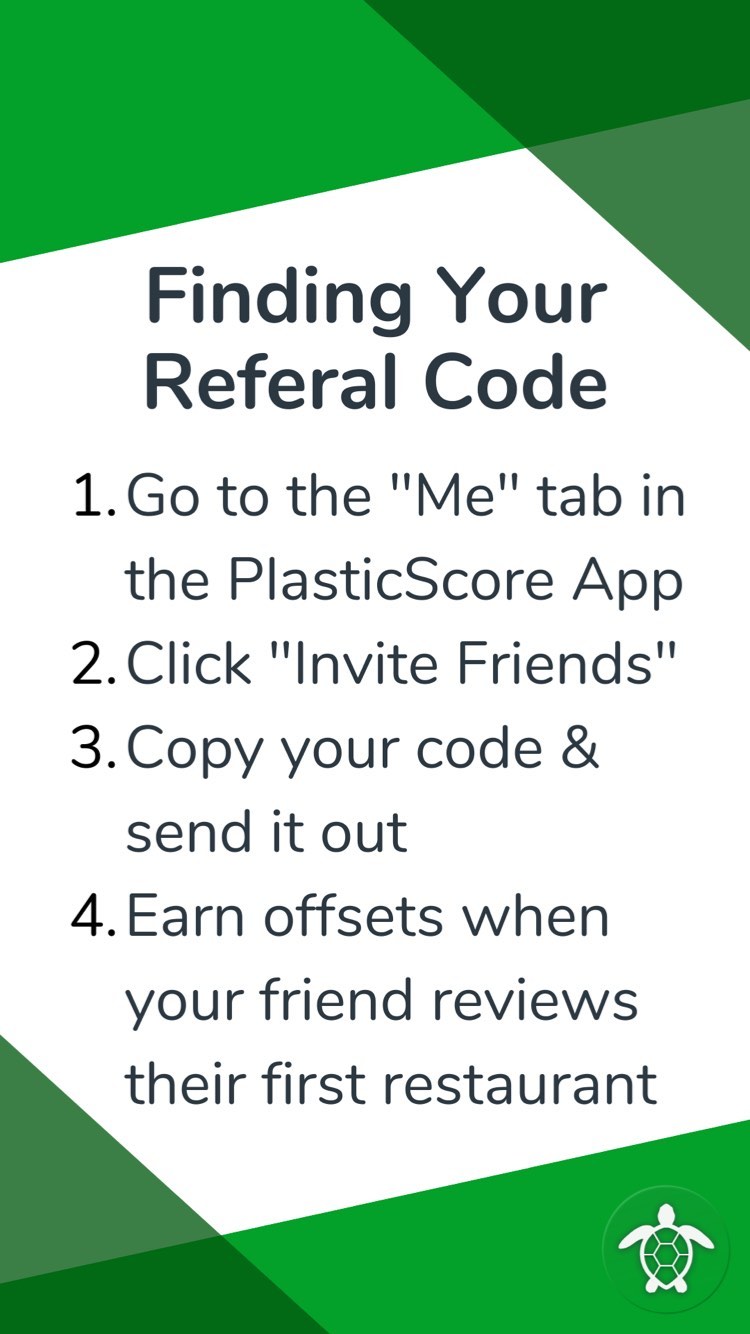 Finding Your
Referal Code
1. Go to the "Me" tab in
the PlasticScore App
2. Click "Invite Friends"
3. Copy your code &
send it out
4. Earn offsets when
your friend reviews
their first restaurant